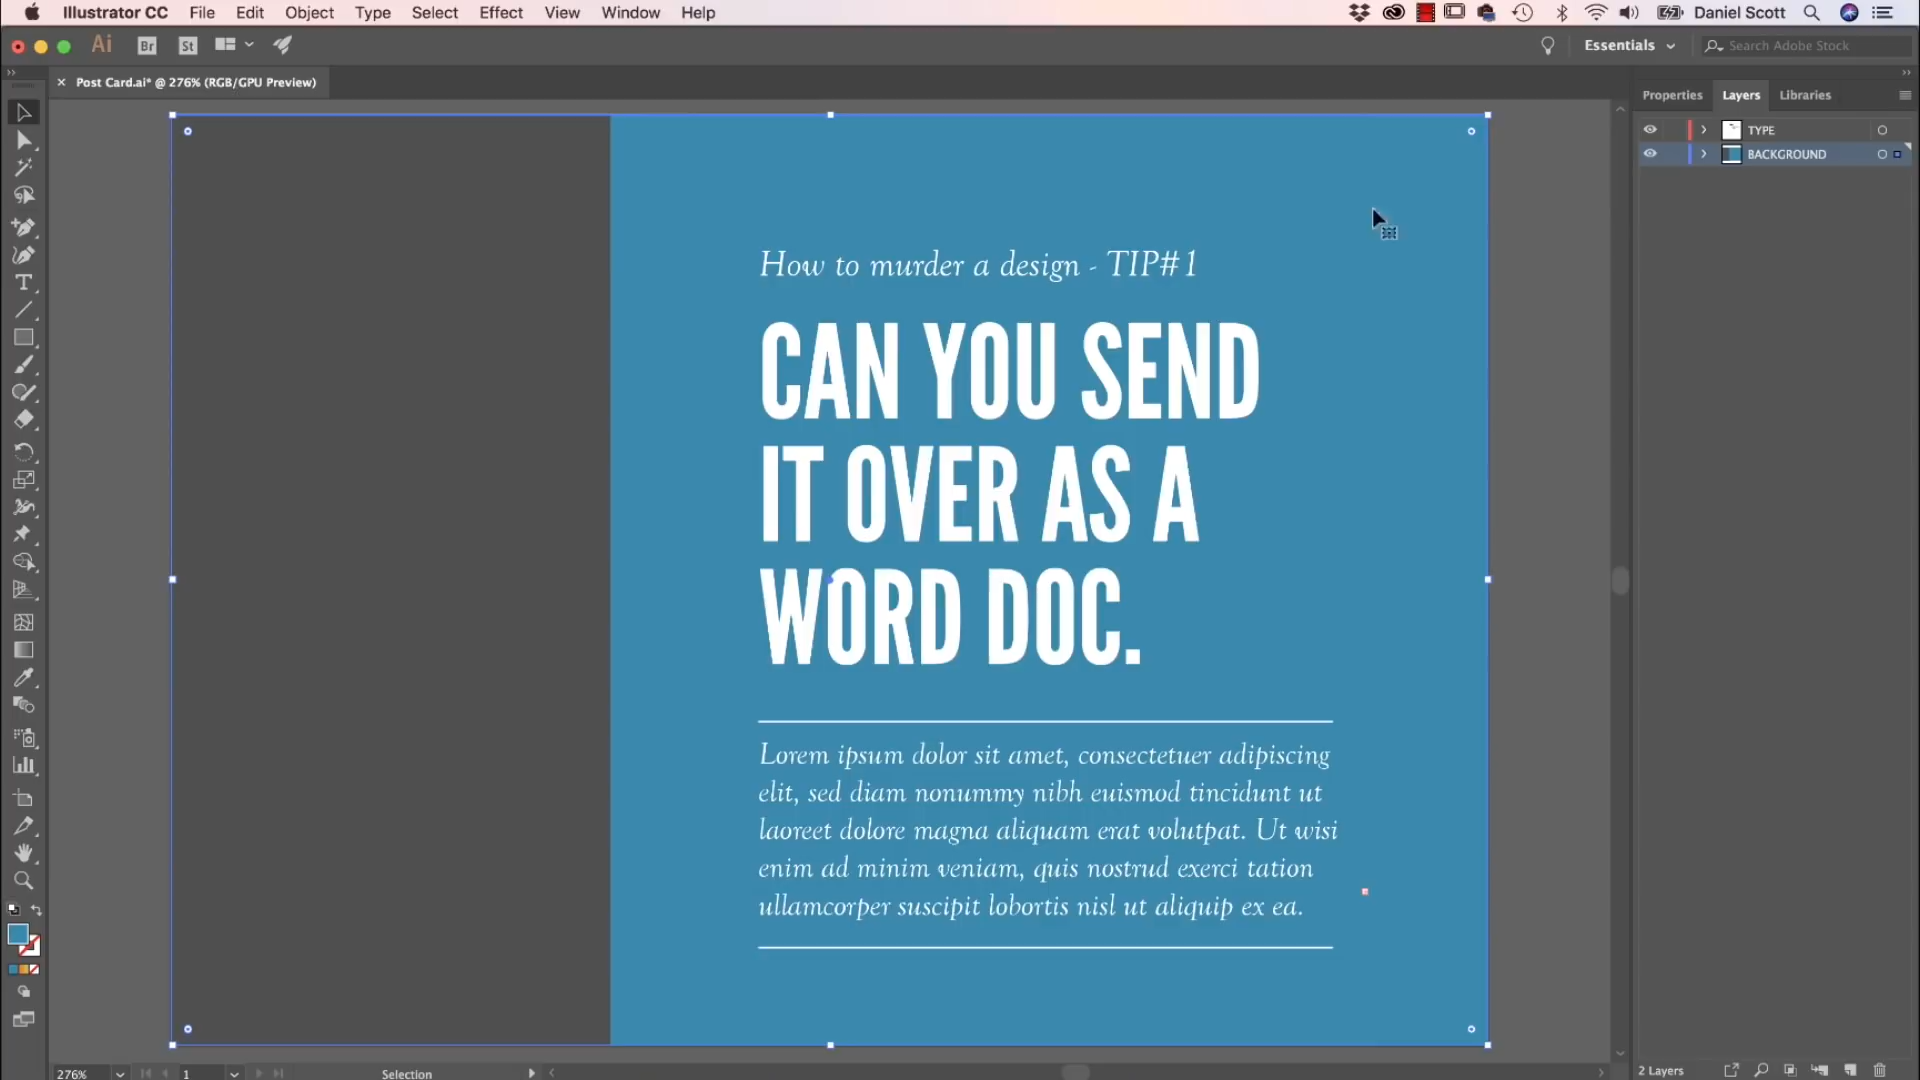 Illustrator CC File Edit Object Type Select Effect View Window Help Daniel Scott
Ai Br St Essentials Search Adobe Stock
× Post Card.ai* @ 276% (RGB/GPU Preview)
Properties Layers Libraries
TYPE
BACKGROUND
How to murder a design - TIP#1
CAN YOU SEND
IT OVER AS A
WORD DOC.
Lorem ipsum dolor sit amet, consectetuer adipiscing
elit, sed diam nonummy nibh euismod tincidunt ut
laoreet dolore magna aliquam erat volutpat. Ut wisi
enim ad minim veniam, quis nostrud exerci tation
ullamcorper suscipit lobortis nisl ut aliquip ex ea.
276% 1 Selection 2 Layers